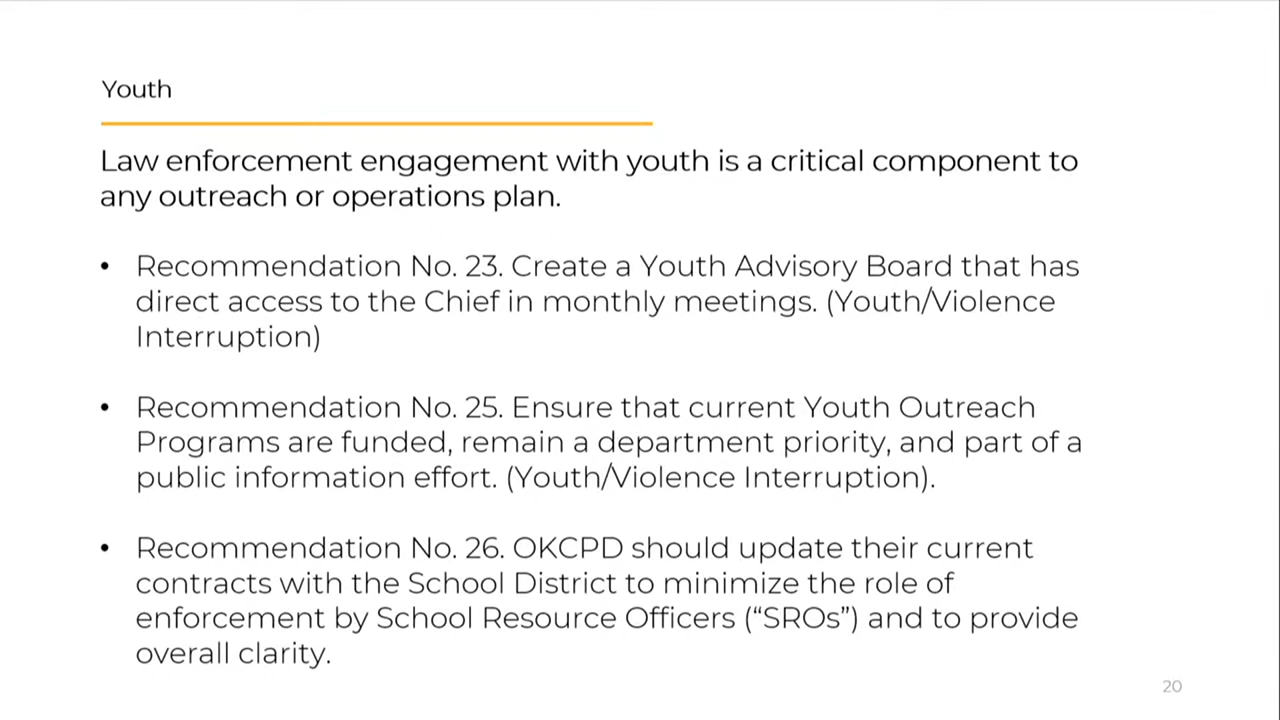 Youth
Law enforcement engagement with youth is a critical component to
any outreach or operations plan.
• Recommendation No. 23. Create a Youth Advisory Board that has
direct access to the Chief in monthly meetings. (Youth/Violence
Interruption)
• Recommendation No. 25. Ensure that current Youth Outreach
Programs are funded, remain a department priority, and part of a
public information effort. (Youth/Violence Interruption).
• Recommendation No. 26. OKCPD should update their current
contracts with the School District to minimize the role of
enforcement by School Resource Officers (“SROs”) and to provide
overall clarity.
20